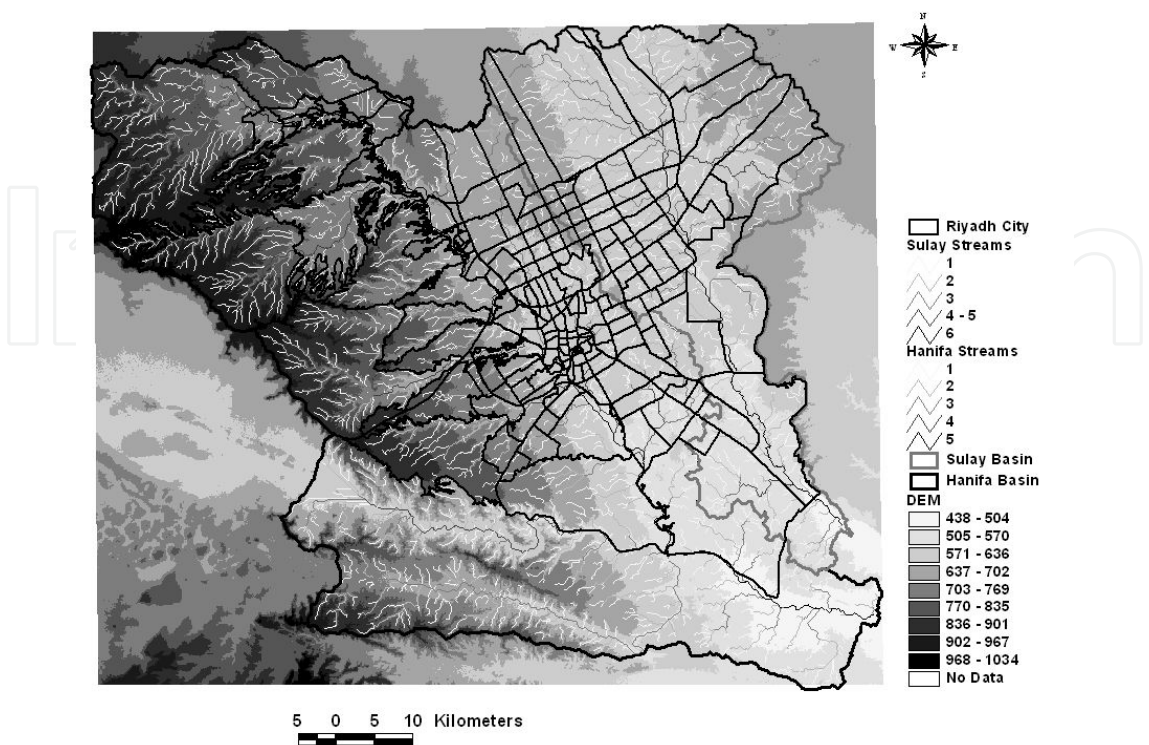 N
W E
S
Riyadh City
Sulay Streams
1
2
3
4 - 5
6
Hanifa Streams
1
2
3
4
5
Sulay Basin
Hanifa Basin
DEM
438 - 504
505 - 570
571 - 636
637 - 702
703 - 769
770 - 835
836 - 901
902 - 967
968 - 1034
No Data
5 0 5 10 Kilometers